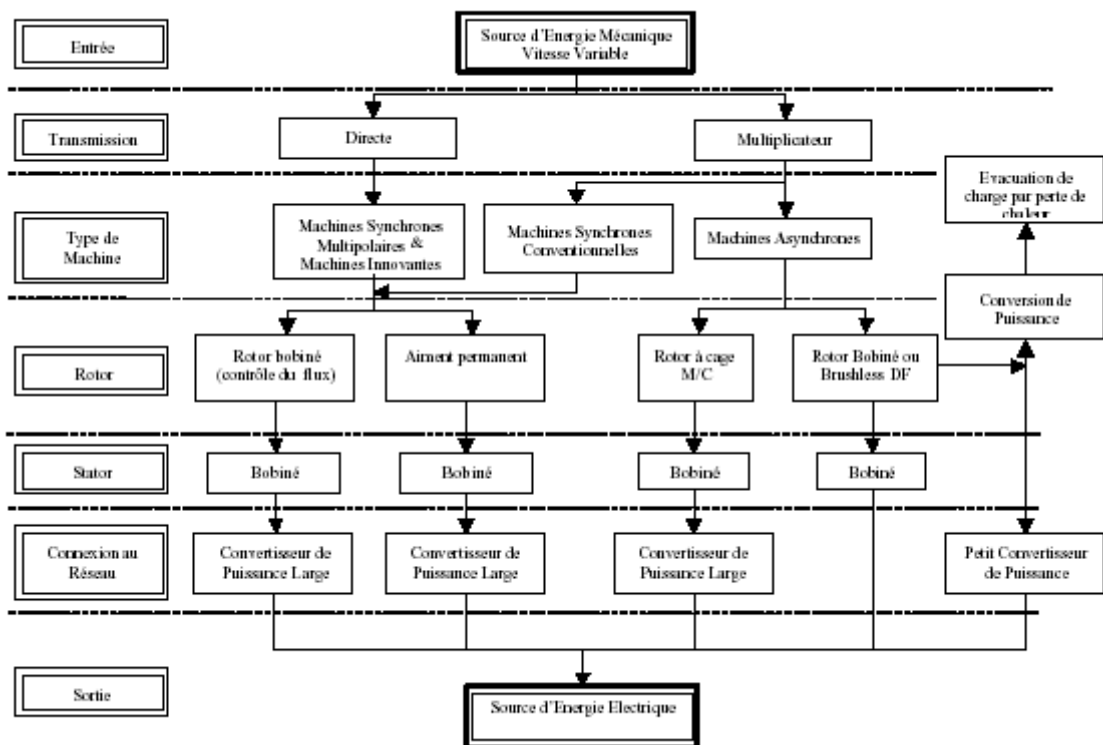 Entrée
Source d'Energie Mécanique
Vitesse Variable
Transmission
Directe
Multiplicateur
Evacuation de
charge par perte de
chaleur
Type de
Machine
Machines Synchrones
Multipolaires &
Machines Innovantes
Machines Synchrones
Conventionnelles
Machines Asynchrones
Conversion de
Puissance
Rotor
Rotor bobiné
(contrôle du flux)
Aiment permanent
Rotor à cage
M/C
Rotor Bobiné ou
Brushless DF
Stator
Bobiné
Bobiné
Bobiné
Bobiné
Connexion au
Réseau
Convertisseur de
Puissance Large
Convertisseur de
Puissance Large
Convertisseur de
Puissance Large
Petit Convertisseur
de Puissance
Sortie
Source d'Energie Electrique